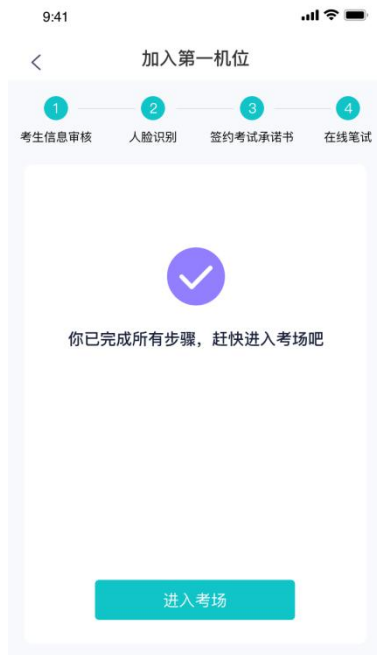 9:41
加入第一机位
1 2 3 4
考生信息审核 人脸识别 签约考试承诺书 在线笔试
你已完成所有步骤，赶快进入考场吧
进入考场